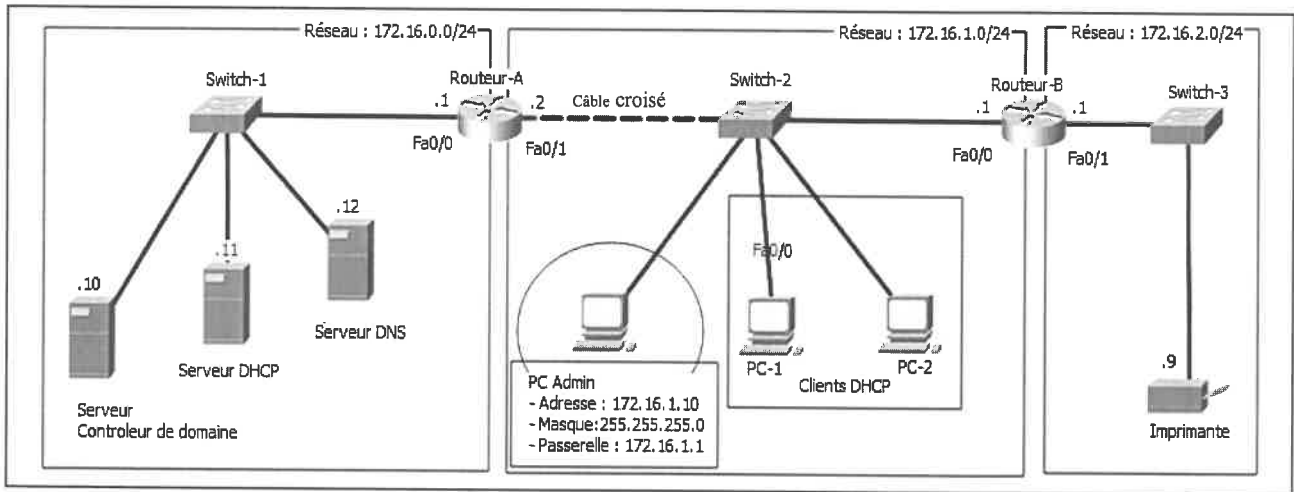 Réseau : 172.16.0.0/24
Réseau : 172.16.1.0/24
Réseau : 172.16.2.0/24
Switch-1
Routeur-A
Switch-2
Routeur-B
Switch-3
.1
.2
Câble croisé
.1
.1
Fa0/0
Fa0/1
Fa0/0
Fa0/1
.10
.11
.12
Fa0/0
Serveur DNS
Serveur DHCP
Serveur
Controleur de domaine
PC-1
PC-2
Clients DHCP
PC Admin
- Adresse : 172.16.1.10
- Masque:255.255.255.0
- Passerelle : 172.16.1.1
.9
Imprimante